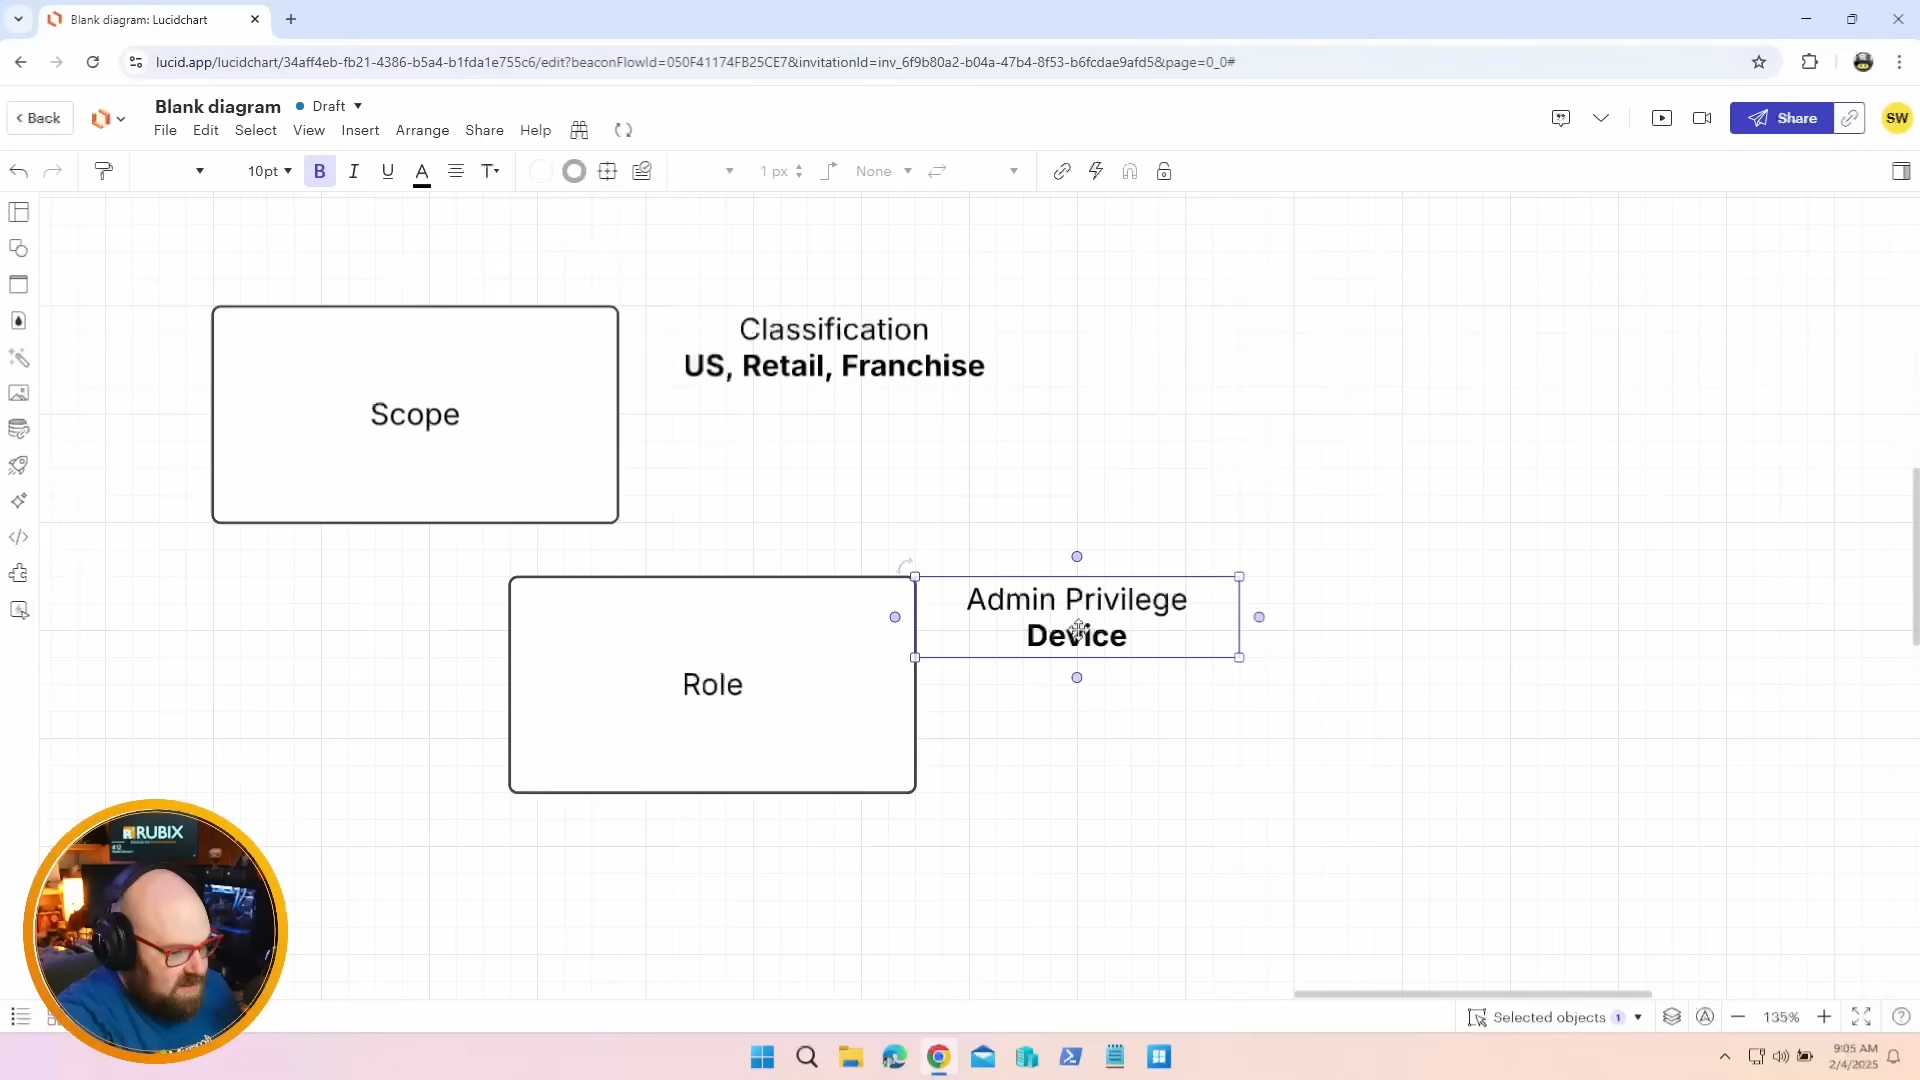 Blank diagram: Lucidchart
lucid.app/lucidchart/34aff4eb-fb21-4386-b5a4-b1fda1e755c6/edit?beaconFlowId=050F41174FB25CE7&invitationId=inv_6f9b80a2-b04a-47b4-8f53-b6fcdae9afd5&page=0_0#
Back
Blank diagram
Draft
File Edit Select View Insert Arrange Share Help
Share
SW
10pt
B I U A T
1 px
None
Classification
US, Retail, Franchise
Scope
Admin Privilege
Device
Role
RUBIX
Selected objects 1
135%
9:05 AM
2/4/2025